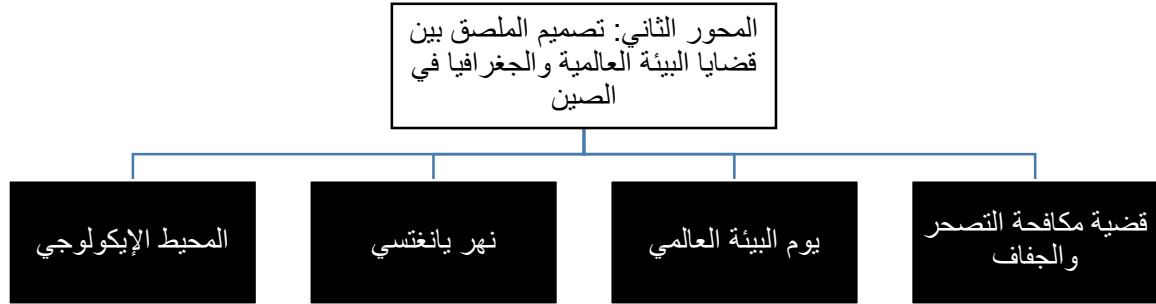 المحور الثاني: تصميم الملصق بين
قضايا البيئة العالمية والجغرافيا في
الصين
قضية مكافحة التصحر
والجفاف
يوم البيئة العالمي
نهر يانغتسي
المحيط الإيكولوجي